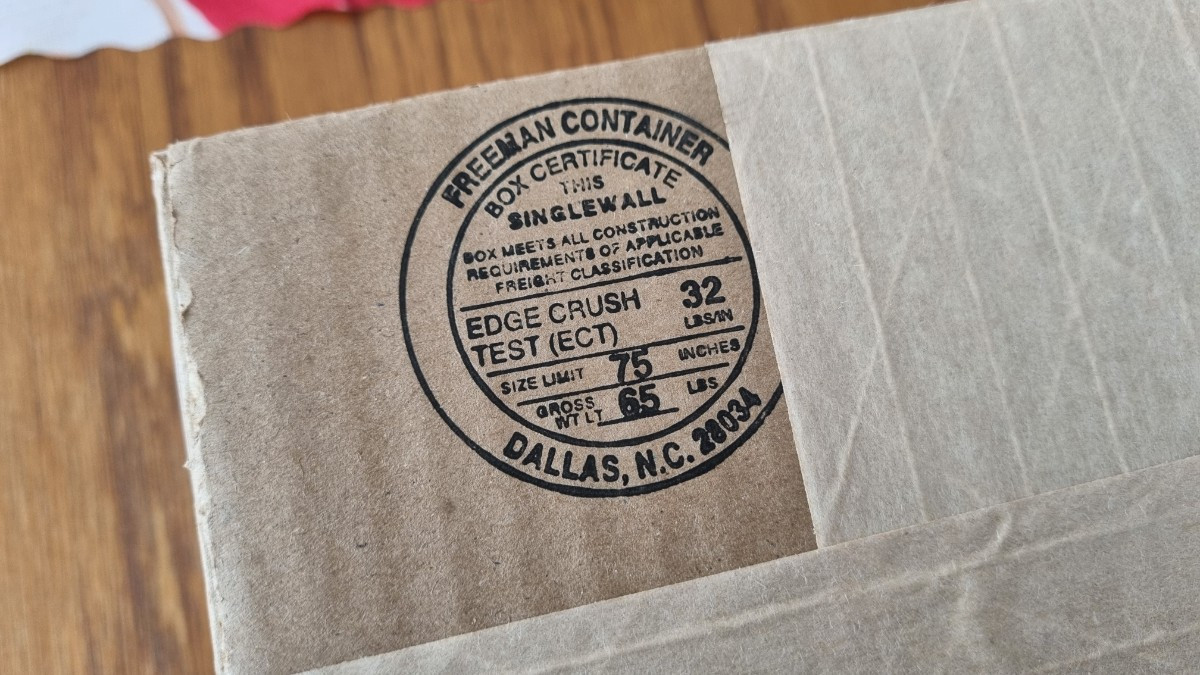 FREEMAN CONTAINER
BOX CERTIFICATE
THIS
SINGLEWALL
BOX MEETS ALL CONSTRUCTION
REQUIREMENTS OF APPLICABLE
FREIGHT CLASSIFICATION
EDGE CRUSH
TEST (ECT)
32
LBS/IN
SIZE LIMIT 75 INCHES
GROSS
WT LT 65 LBS
DALLAS, N.C. 28034